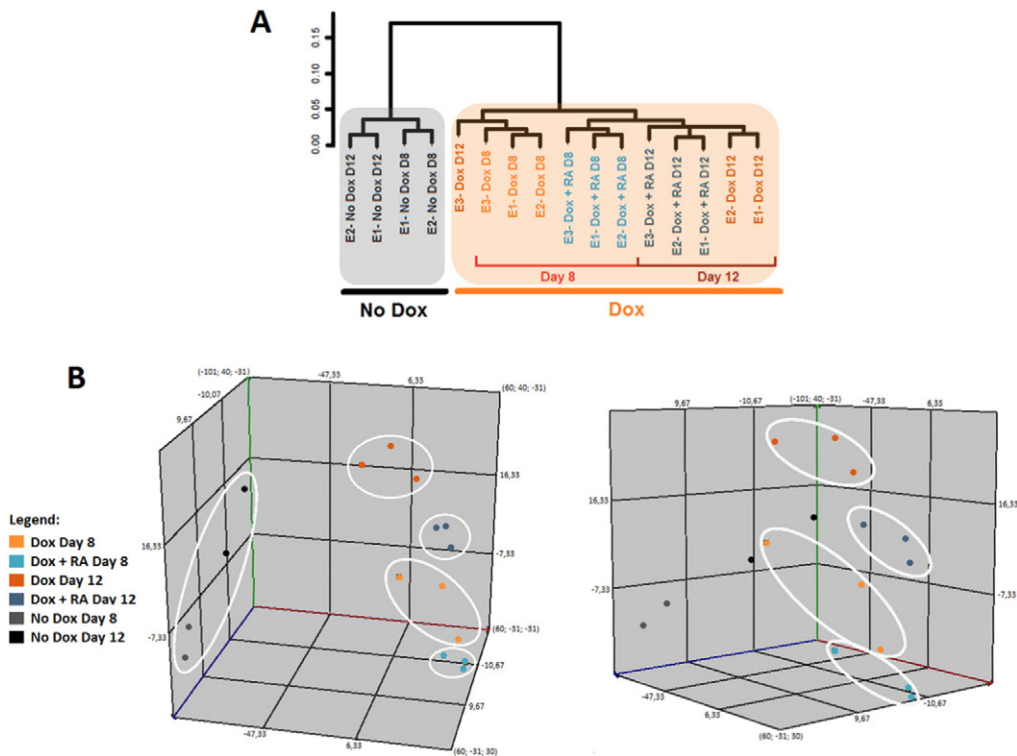 A
0.15
0.10
0.05
0.00
E2- No Dox D12
E1- No Dox D12
E1- No Dox D8
E2- No Dox D8
E3- Dox D12
E3- Dox D8
E1- Dox D8
E2- Dox D8
E3- Dox + RA D8
E1- Dox + RA D8
E2- Dox + RA D8
E3- Dox + RA D12
E2- Dox + RA D12
E1- Dox + RA D12
E2- Dox D12
E1- Dox D12
Day 8
Day 12
No Dox
Dox
B
(-101; 40; -31)
-47,33
6,33
(60; 40; -31)
-10,07
9,67
16,33
16,33
-7,33
-7,33
(60; -31; -31)
-10,67
9,67
-47,33
6,33
(60; -31; 30)
Legend:
Dox Day 8
Dox + RA Day 8
Dox Day 12
Dox + RA Day 12
No Dox Day 8
No Dox Day 12
9,67
-10,67
(-101; 40; -31)
-47,33
6,33
16,33
16,33
-7,33
-7,33
-47,33
6,33
(60; -31; 30)
9,67
-10,67